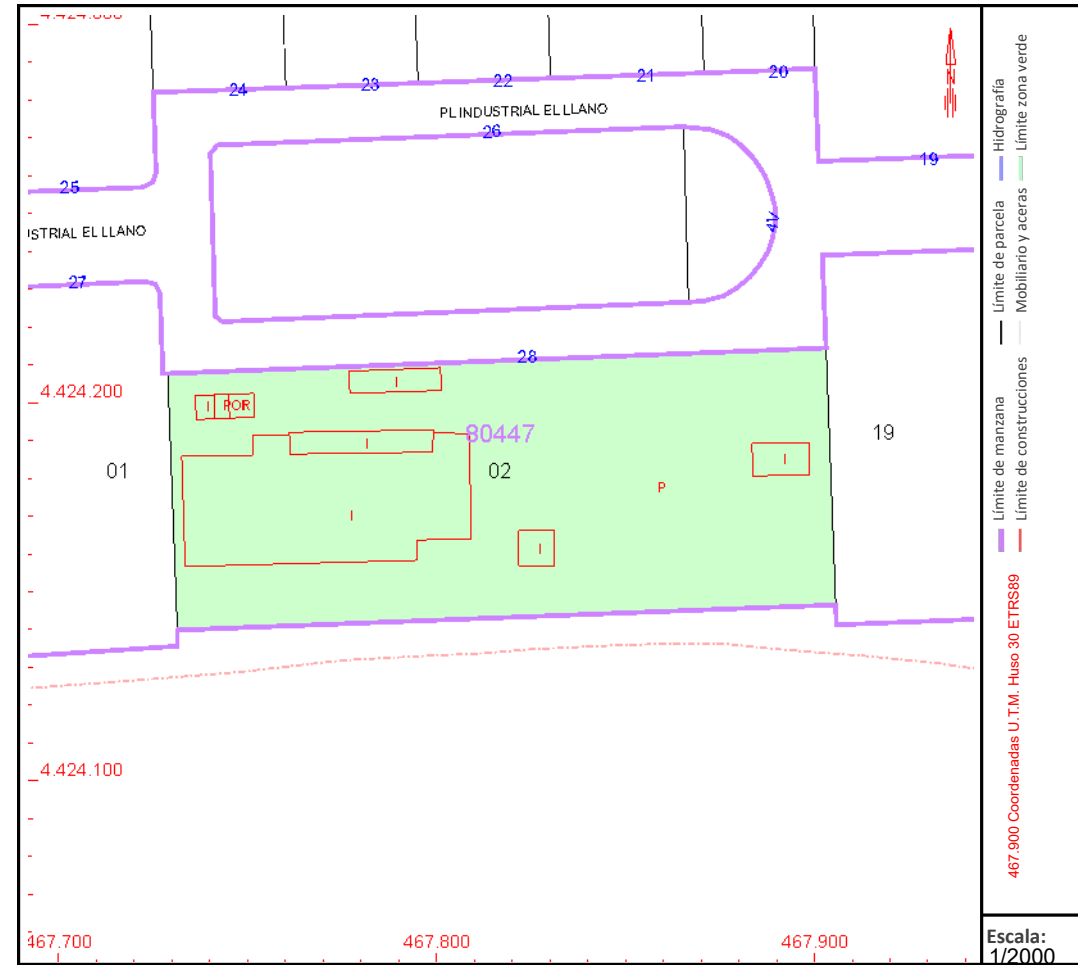 24
23
22
21
20
PL INDUSTRIAL EL LLANO
26
19
25
41
STRIAL EL LLANO
27
28
4.424.200
I
I
POR
80447
I
19
01
02
I
P
I
I
4.424.100
467.700
467.800
467.900
N
Hidrografía
Límite zona verde
Límite de parcela
Mobiliario y aceras
Límite de manzana
Límite de construcciones
467.900 Coordenadas U.T.M. Huso 30 ETRS89
Escala:
1/2000